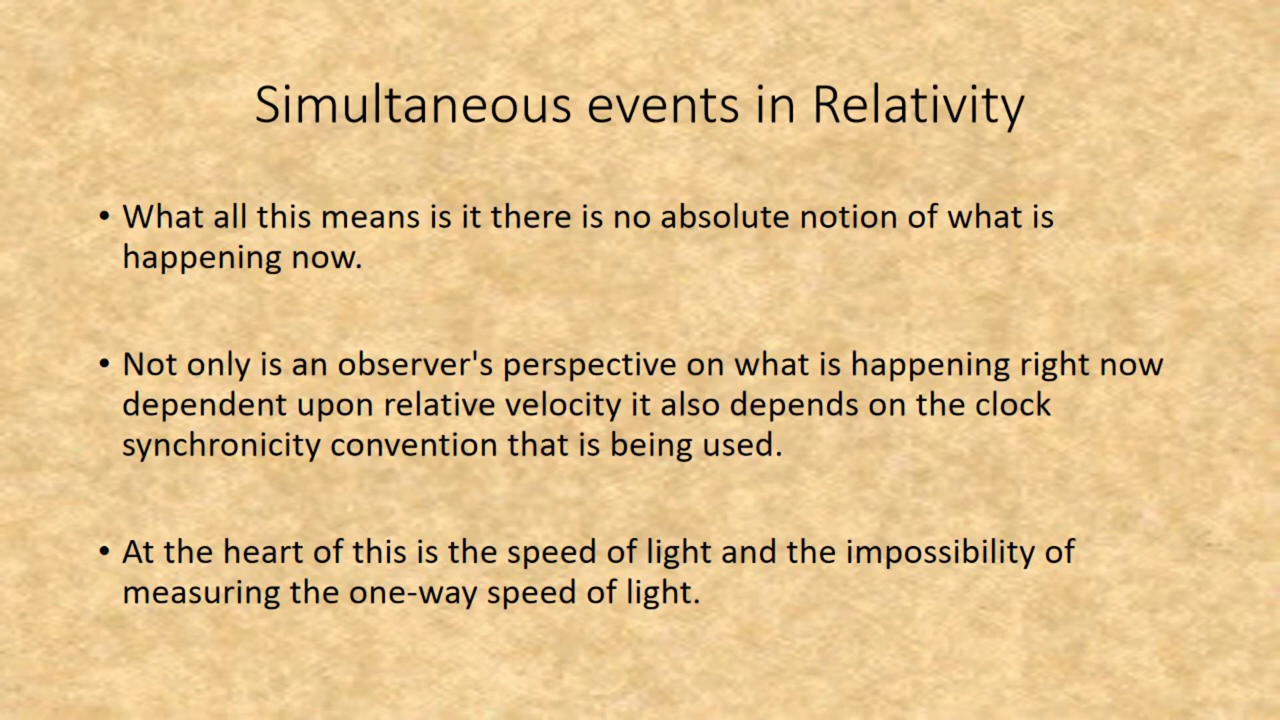 Simultaneous events in Relativity
• What all this means is it there is no absolute notion of what is
happening now.
• Not only is an observer's perspective on what is happening right now
dependent upon relative velocity it also depends on the clock
synchronicity convention that is being used.
• At the heart of this is the speed of light and the impossibility of
measuring the one-way speed of light.